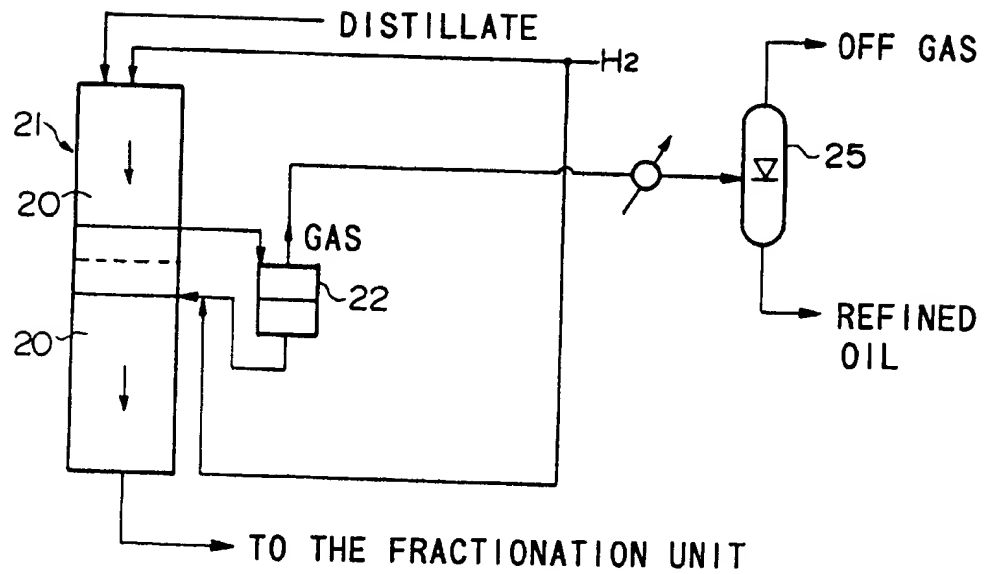 DISTILLATE
H2
OFF GAS
21
25
20
GAS
22
20
REFINED
OIL
TO THE FRACTIONATION UNIT